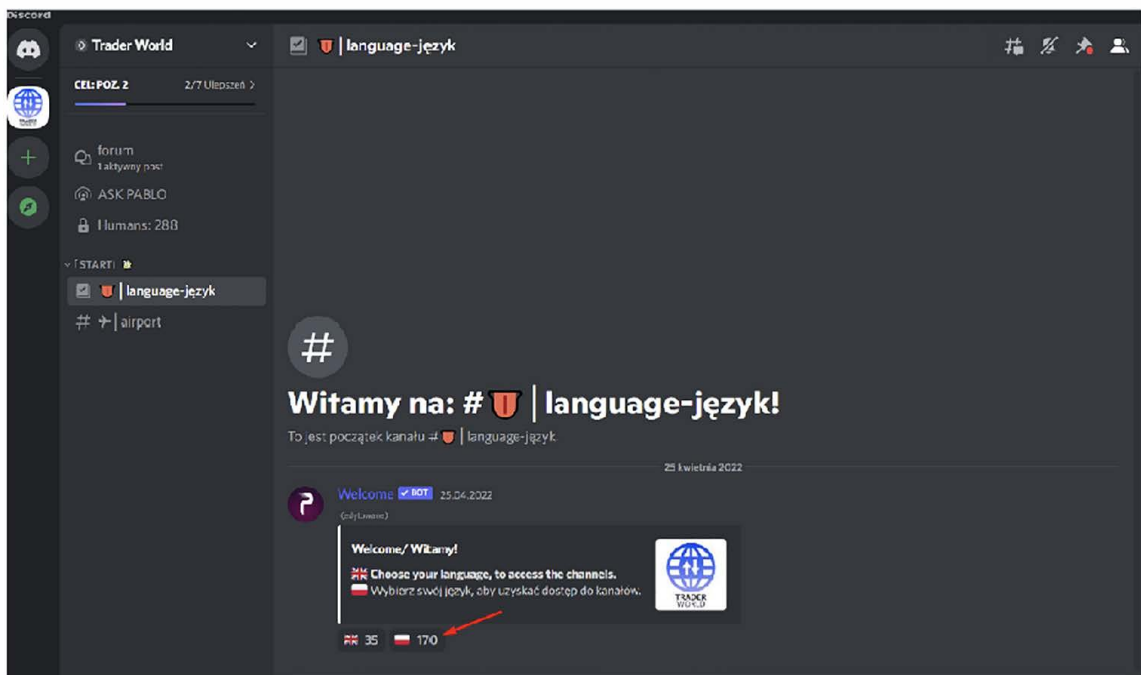 Discord
Trader World
CEL: POZ. 2 2/7 Ulepszeń >
forum
1 aktywny post
ASK PABLO
Humans: 288
[START]
| language-język
# | airport
| language-język
#
Witamy na: # | language-język!
To jest początek kanału # | language-język
25 kwietnia 2022
Welcome BOT 25.04.2022
(edytowane)
Welcome/ Witamy!
Choose your language, to access the channels.
Wybierz swój język, aby uzyskać dostęp do kanałów.
TRADER
WORLD
35 170